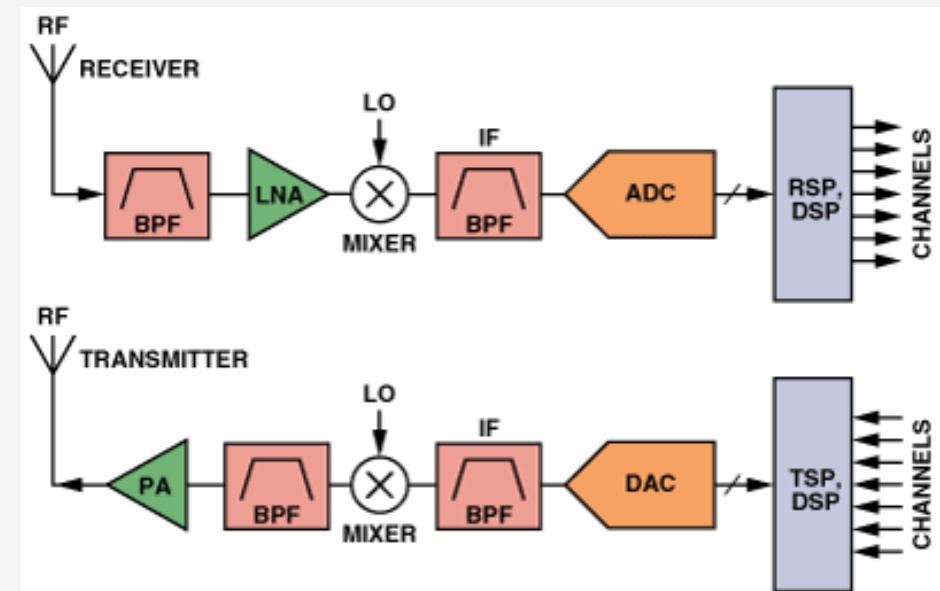 RF
RECEIVER
LO
IF
BPF
LNA
MIXER
BPF
ADC
RSP,
DSP
CHANNELS
RF
TRANSMITTER
LO
IF
PA
BPF
MIXER
BPF
DAC
TSP,
DSP
CHANNELS